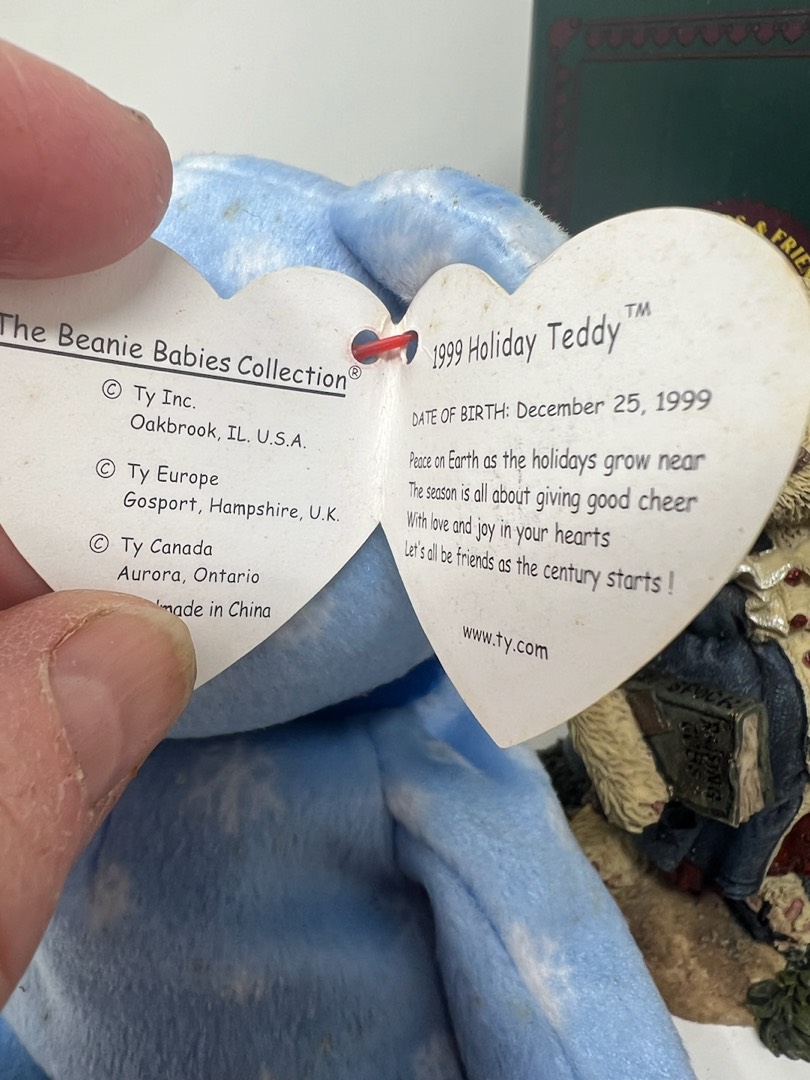 The Beanie Babies Collection®
© Ty Inc.
Oakbrook, IL. U.S.A.
© Ty Europe
Gosport, Hampshire, U.K.
© Ty Canada
Aurora, Ontario
made in China
1999 Holiday Teddy™
DATE OF BIRTH: December 25, 1999
Peace on Earth as the holidays grow near
The season is all about giving good cheer
With love and joy in your hearts
Let's all be friends as the century starts !
www.ty.com
& FRIE
SPOCK